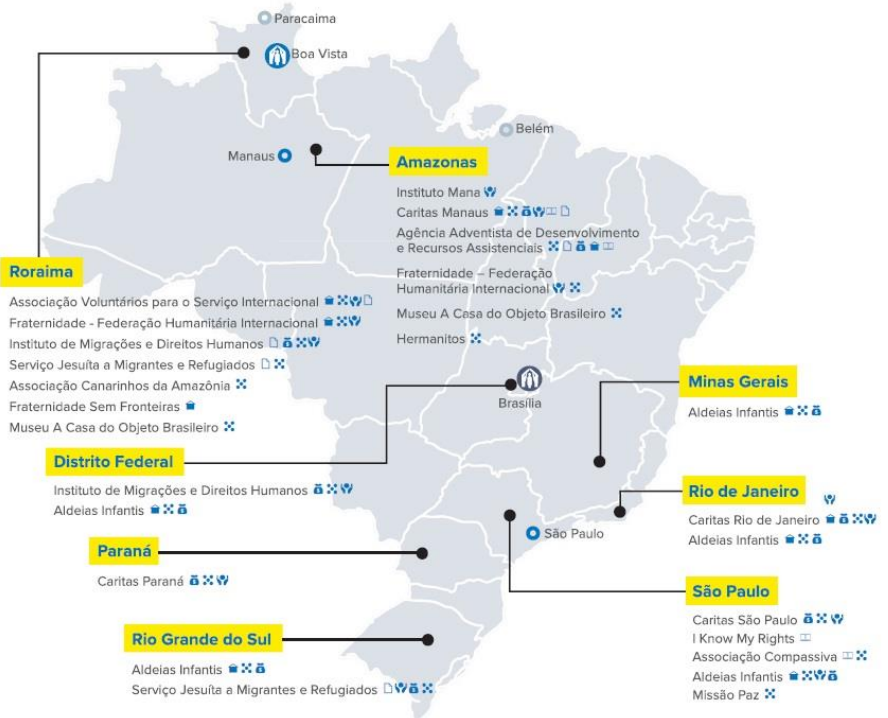 Paracaima
Boa Vista
Belém
Manaus
Amazonas
Instituto Mana
Caritas Manaus
Agência Adventista de Desenvolvimento
e Recursos Assistenciais
Fraternidade – Federação
Humanitária Internacional
Museu A Casa do Objeto Brasileiro
Hermanitos
Roraima
Associação Voluntários para o Serviço Internacional
Fraternidade - Federação Humanitária Internacional
Instituto de Migrações e Direitos Humanos
Serviço Jesuíta a Migrantes e Refugiados
Associação Canarinhos da Amazônia
Fraternidade Sem Fronteiras
Museu A Casa do Objeto Brasileiro
Brasília
Minas Gerais
Aldeias Infantis
Distrito Federal
Instituto de Migrações e Direitos Humanos
Aldeias Infantis
Rio de Janeiro
Caritas Rio de Janeiro
Aldeias Infantis
São Paulo
Paraná
Caritas Paraná
São Paulo
Caritas São Paulo
I Know My Rights
Associação Compassiva
Aldeias Infantis
Missão Paz
Rio Grande do Sul
Aldeias Infantis
Serviço Jesuíta a Migrantes e Refugiados